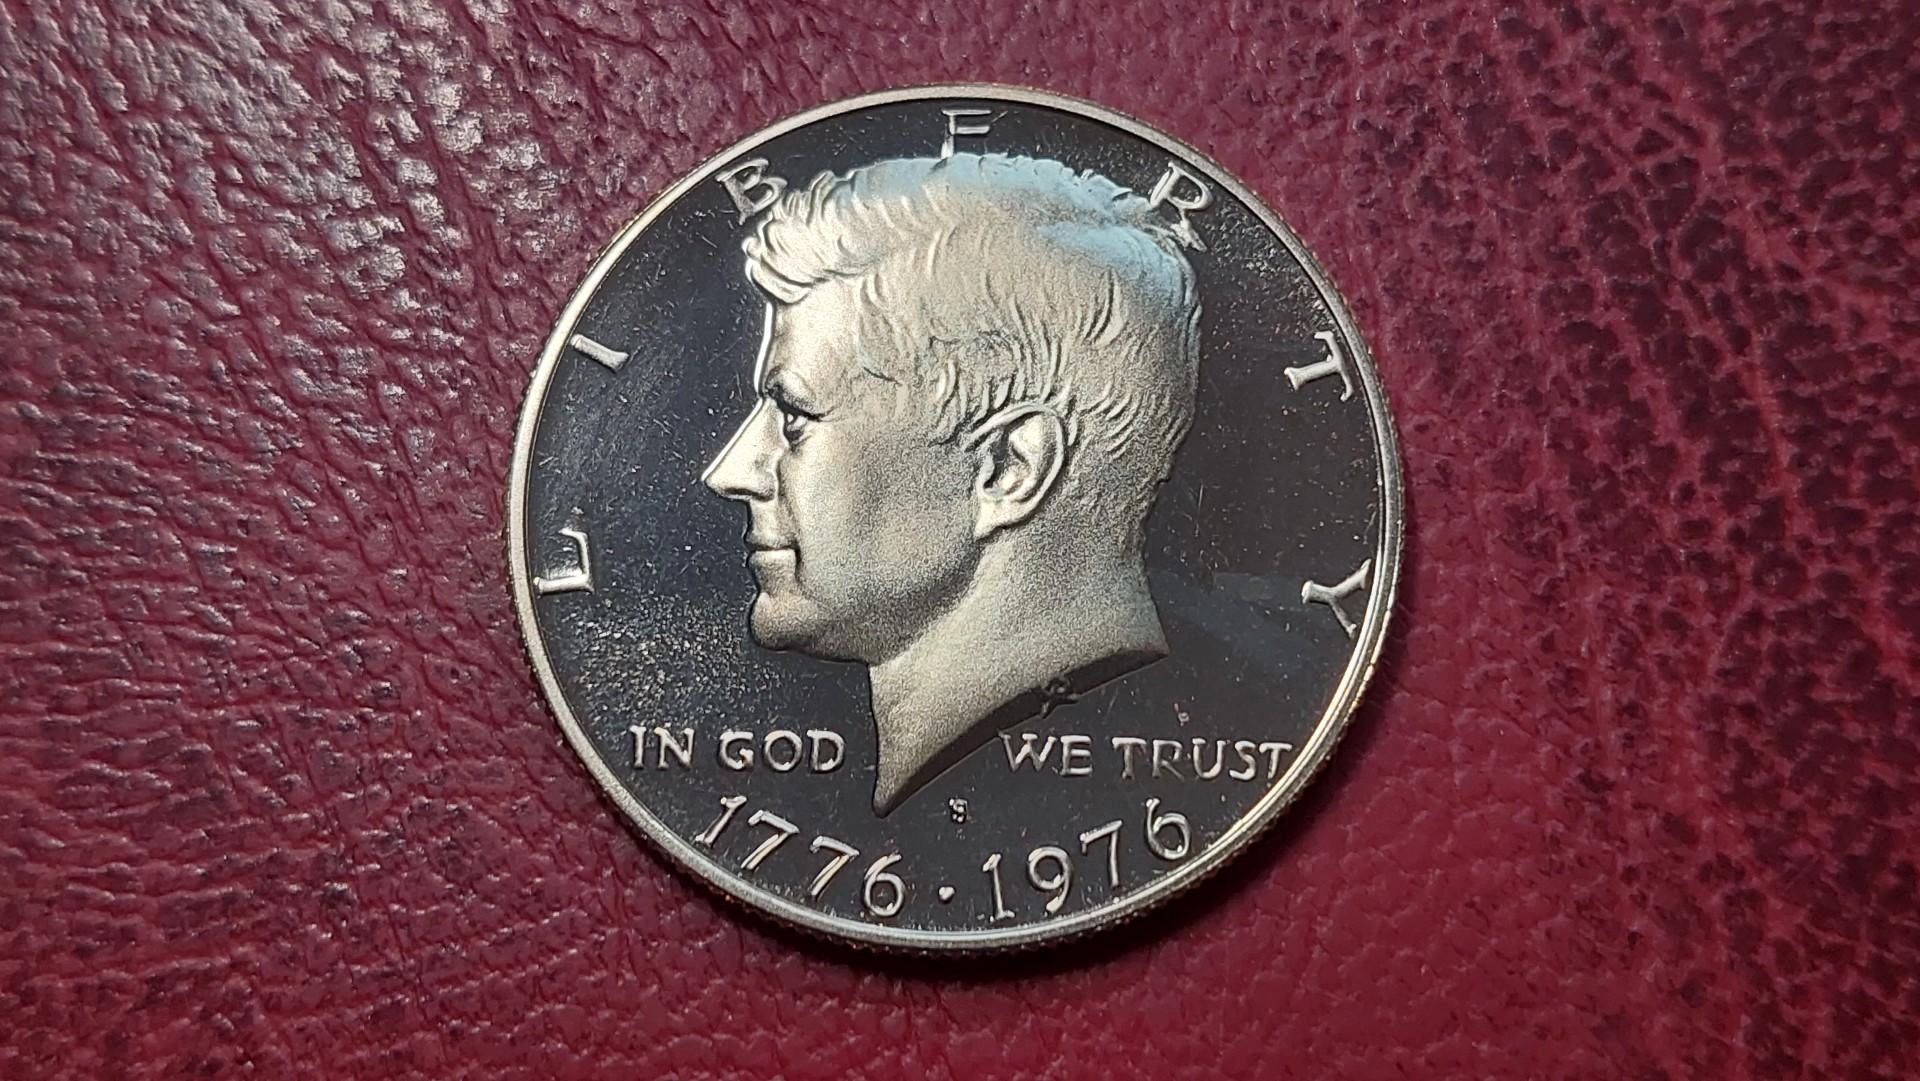 LIBERTY
IN GOD WE TRUST
S
1776 · 1976